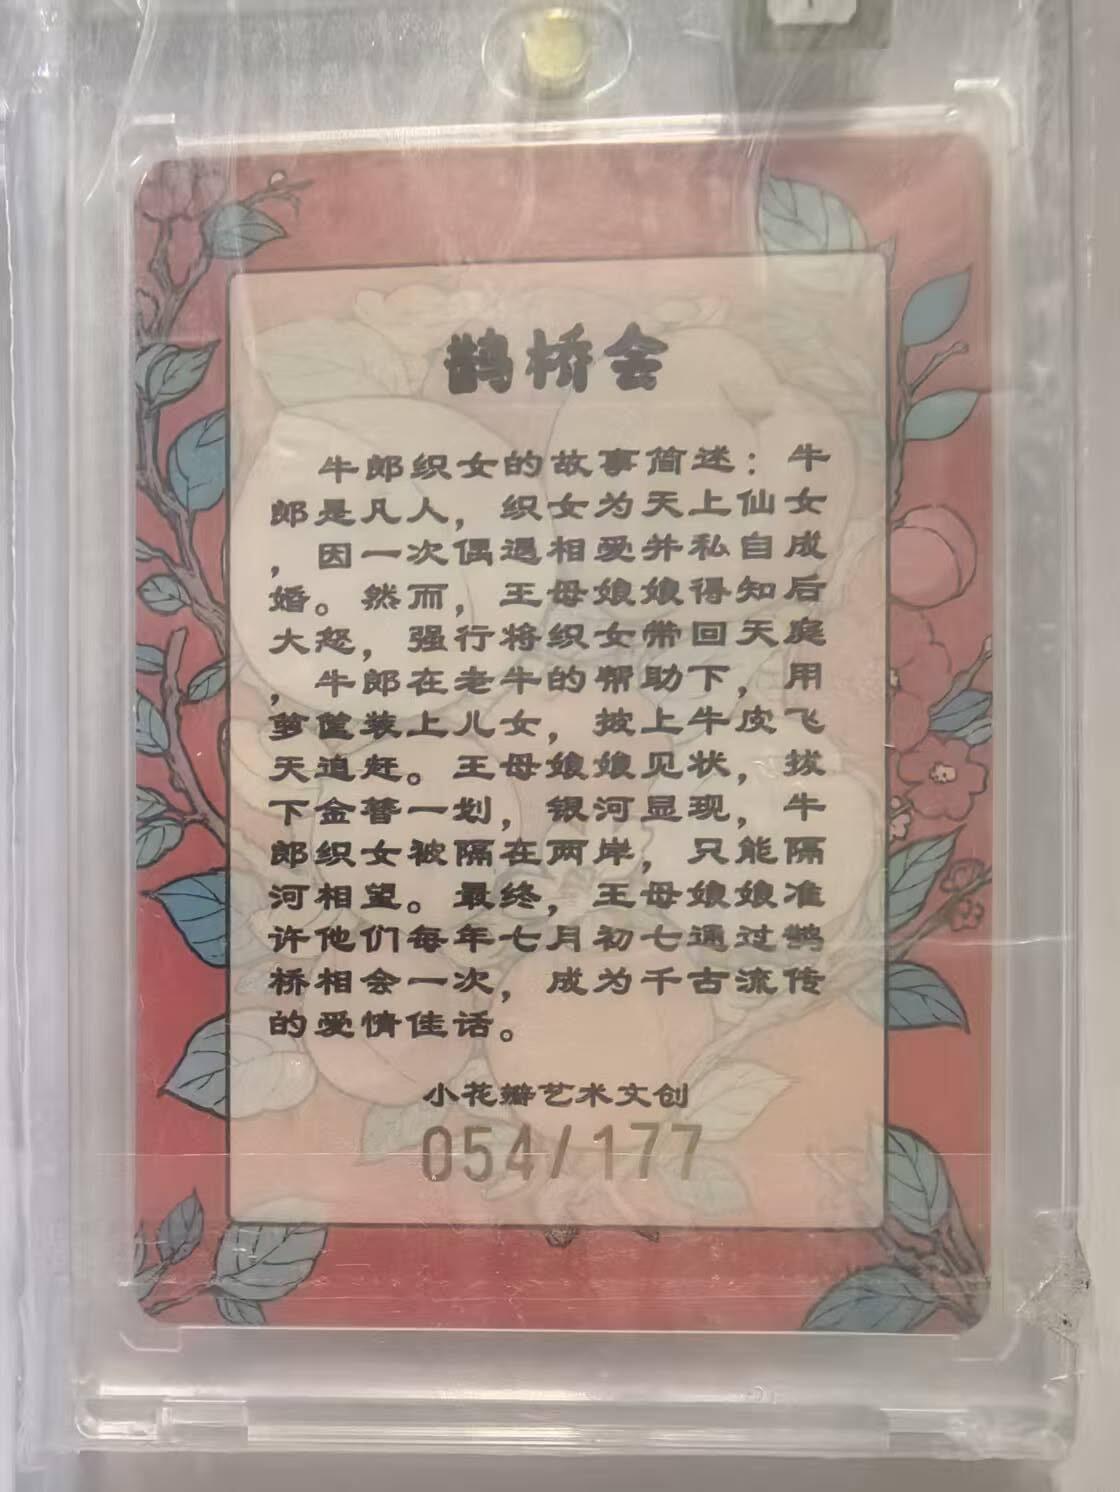 鹊桥会
牛郎织女的故事简述：牛
郎是凡人，织女为天上仙女
，因一次偶遇相爱并私自成
婚。然而，王母娘娘得知后
大怒，强行将织女带回天庭
，牛郎在老牛的帮助下，用
箩筐装上儿女，披上牛皮飞
天追赶。王母娘娘见状，拔
下金簪一划，银河显现，牛
郎织女被隔在两岸，只能隔
河相望。最终，王母娘娘准
许他们每年七月初七通过鹊
桥相会一次，成为千古流传
的爱情佳话。
小花瓣艺术文创
054/177